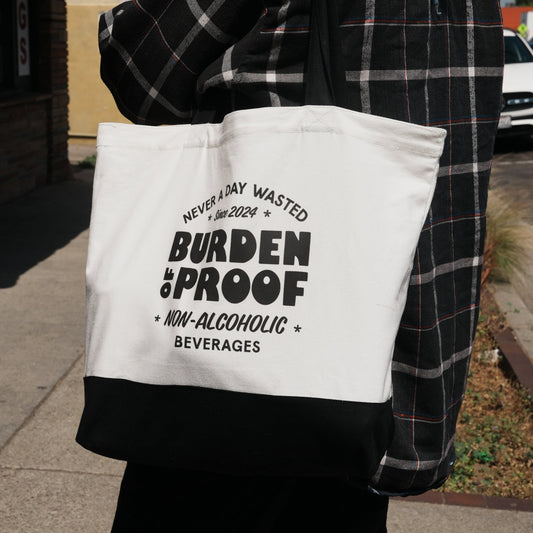 NEVER A DAY WASTED
* Since 2024 *
BURDEN
OF PROOF
* NON-ALCOHOLIC *
BEVERAGES